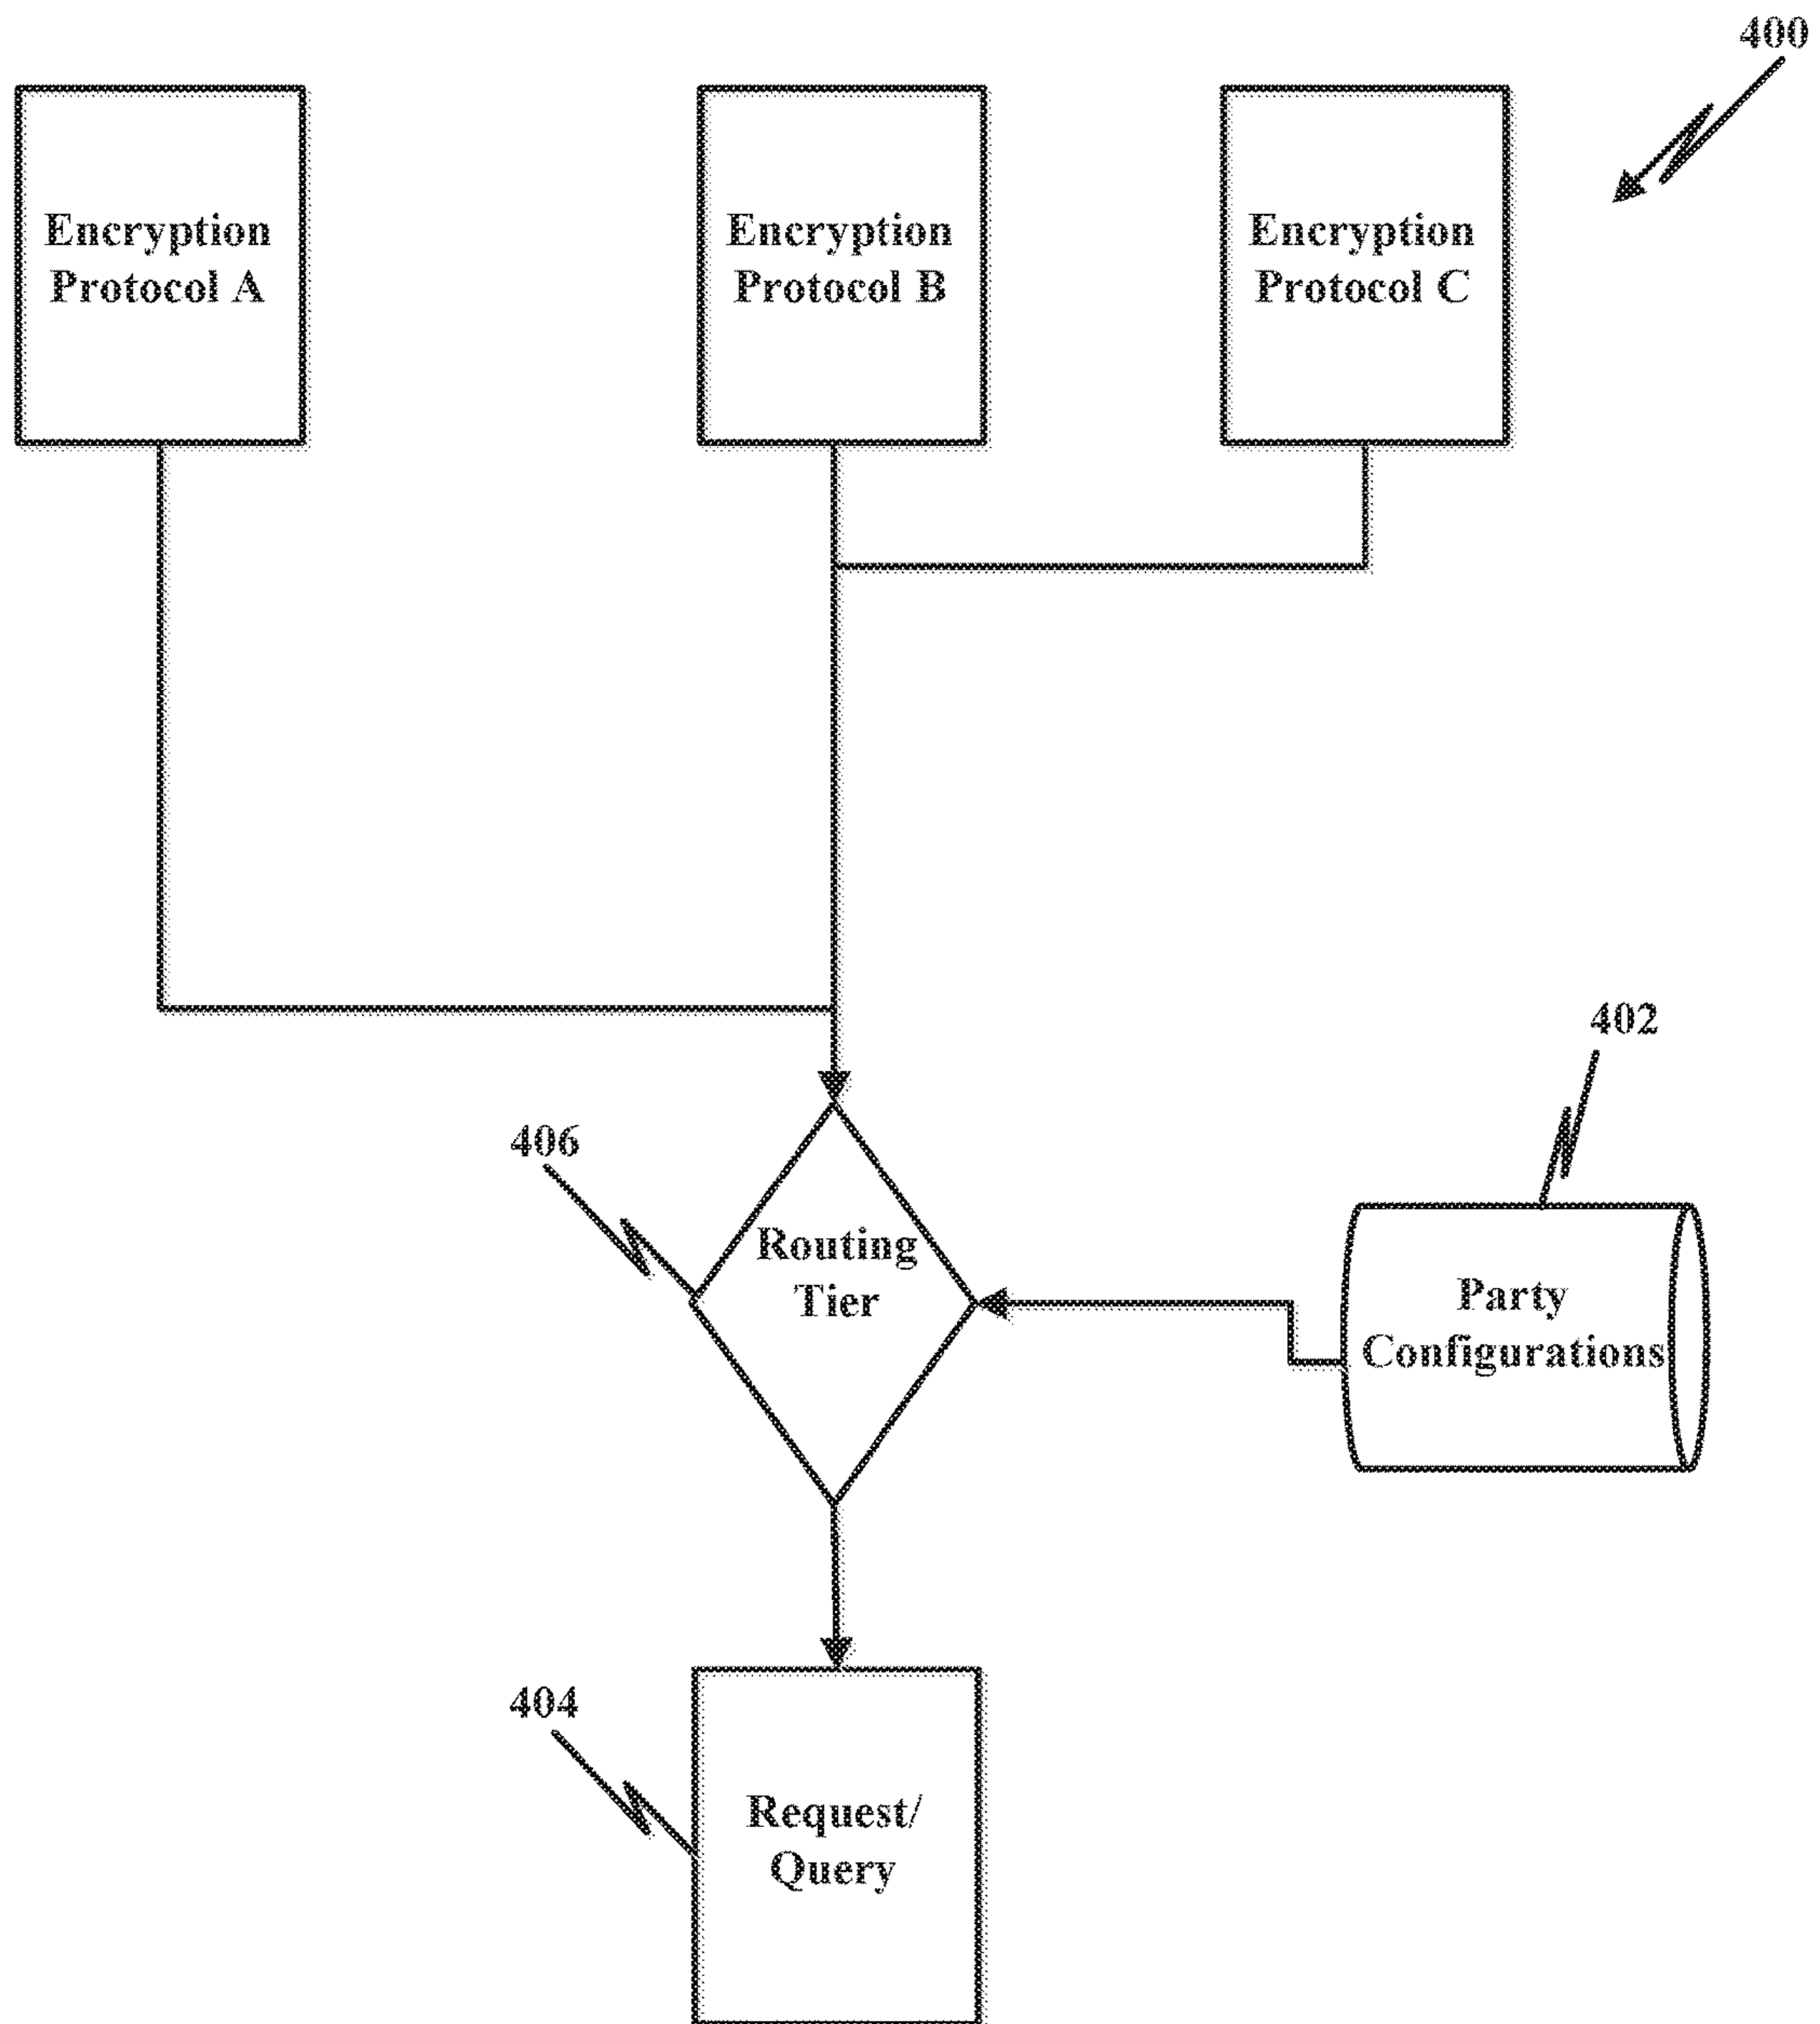 400
Encryption
Protocol A
Encryption
Protocol B
Encryption
Protocol C
402
406
Routing
Tier
Party
Configurations
404
Request/
Query